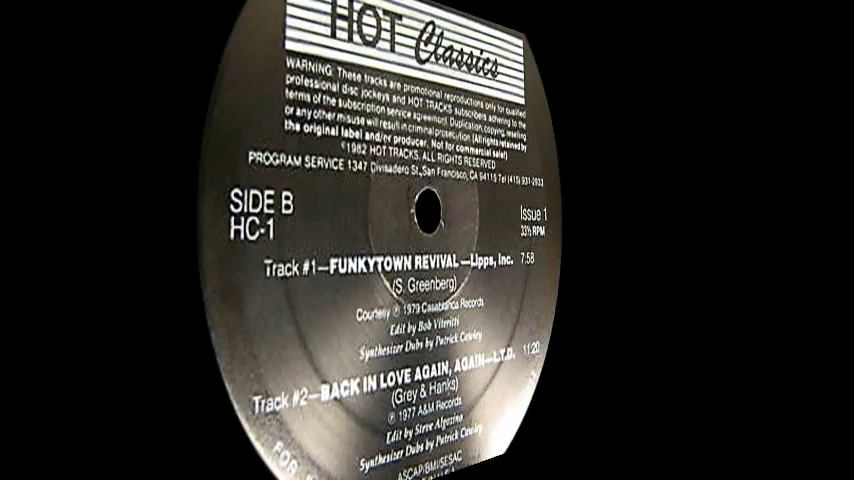 HOT Classics
WARNING: These tracks are promotional reproductions only for qualified
professional disc jockeys and HOT TRACKS subscribers adhering to the
terms of the subscription service agreement. Duplication, copying, reselling
or any other misuse will result in criminal prosecution. (All rights retained by
the original label and/or producer. Not for commercial sale!)
©1982 HOT TRACKS. ALL RIGHTS RESERVED
PROGRAM SERVICE 1347 Divisadero St., San Francisco, CA 94115 Tel (415) 931-2933
SIDE B
HC-1
Issue 1
33⅓ RPM
Track #1—FUNKYTOWN REVIVAL—Lipps, Inc. 7:58
(S. Greenberg)
Courtesy ℗ 1979 Casablanca Records
Edit by Bob Viteritti
Synthesizer Dubs by Patrick Cowley
Track #2—BACK IN LOVE AGAIN, AGAIN—L.T.D. 11:20
(Grey & Hanks)
℗ 1977 A&M Records
Edit by Steve Algozino
Synthesizer Dubs by Patrick Cowley
ASCAP/BMI/SESAC
FOR